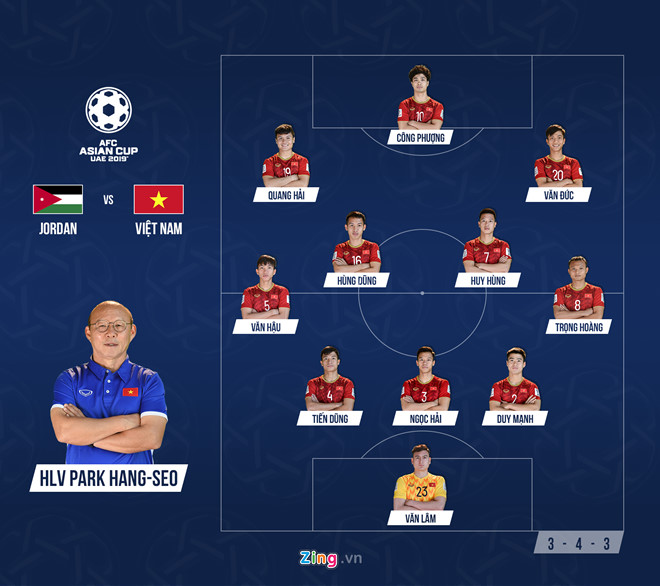 AFC
ASIAN CUP
UAE 2019
JORDAN
VS
VIỆT NAM
HLV PARK HANG-SEO
10
CÔNG PHƯỢNG
19
QUANG HẢI
20
VĂN ĐỨC
16
HÙNG DŨNG
7
HUY HÙNG
5
VĂN HẬU
8
TRỌNG HOÀNG
4
TIẾN DŨNG
3
NGỌC HẢI
2
DUY MẠNH
23
VĂN LÂM
3 - 4 - 3
Zing.vn